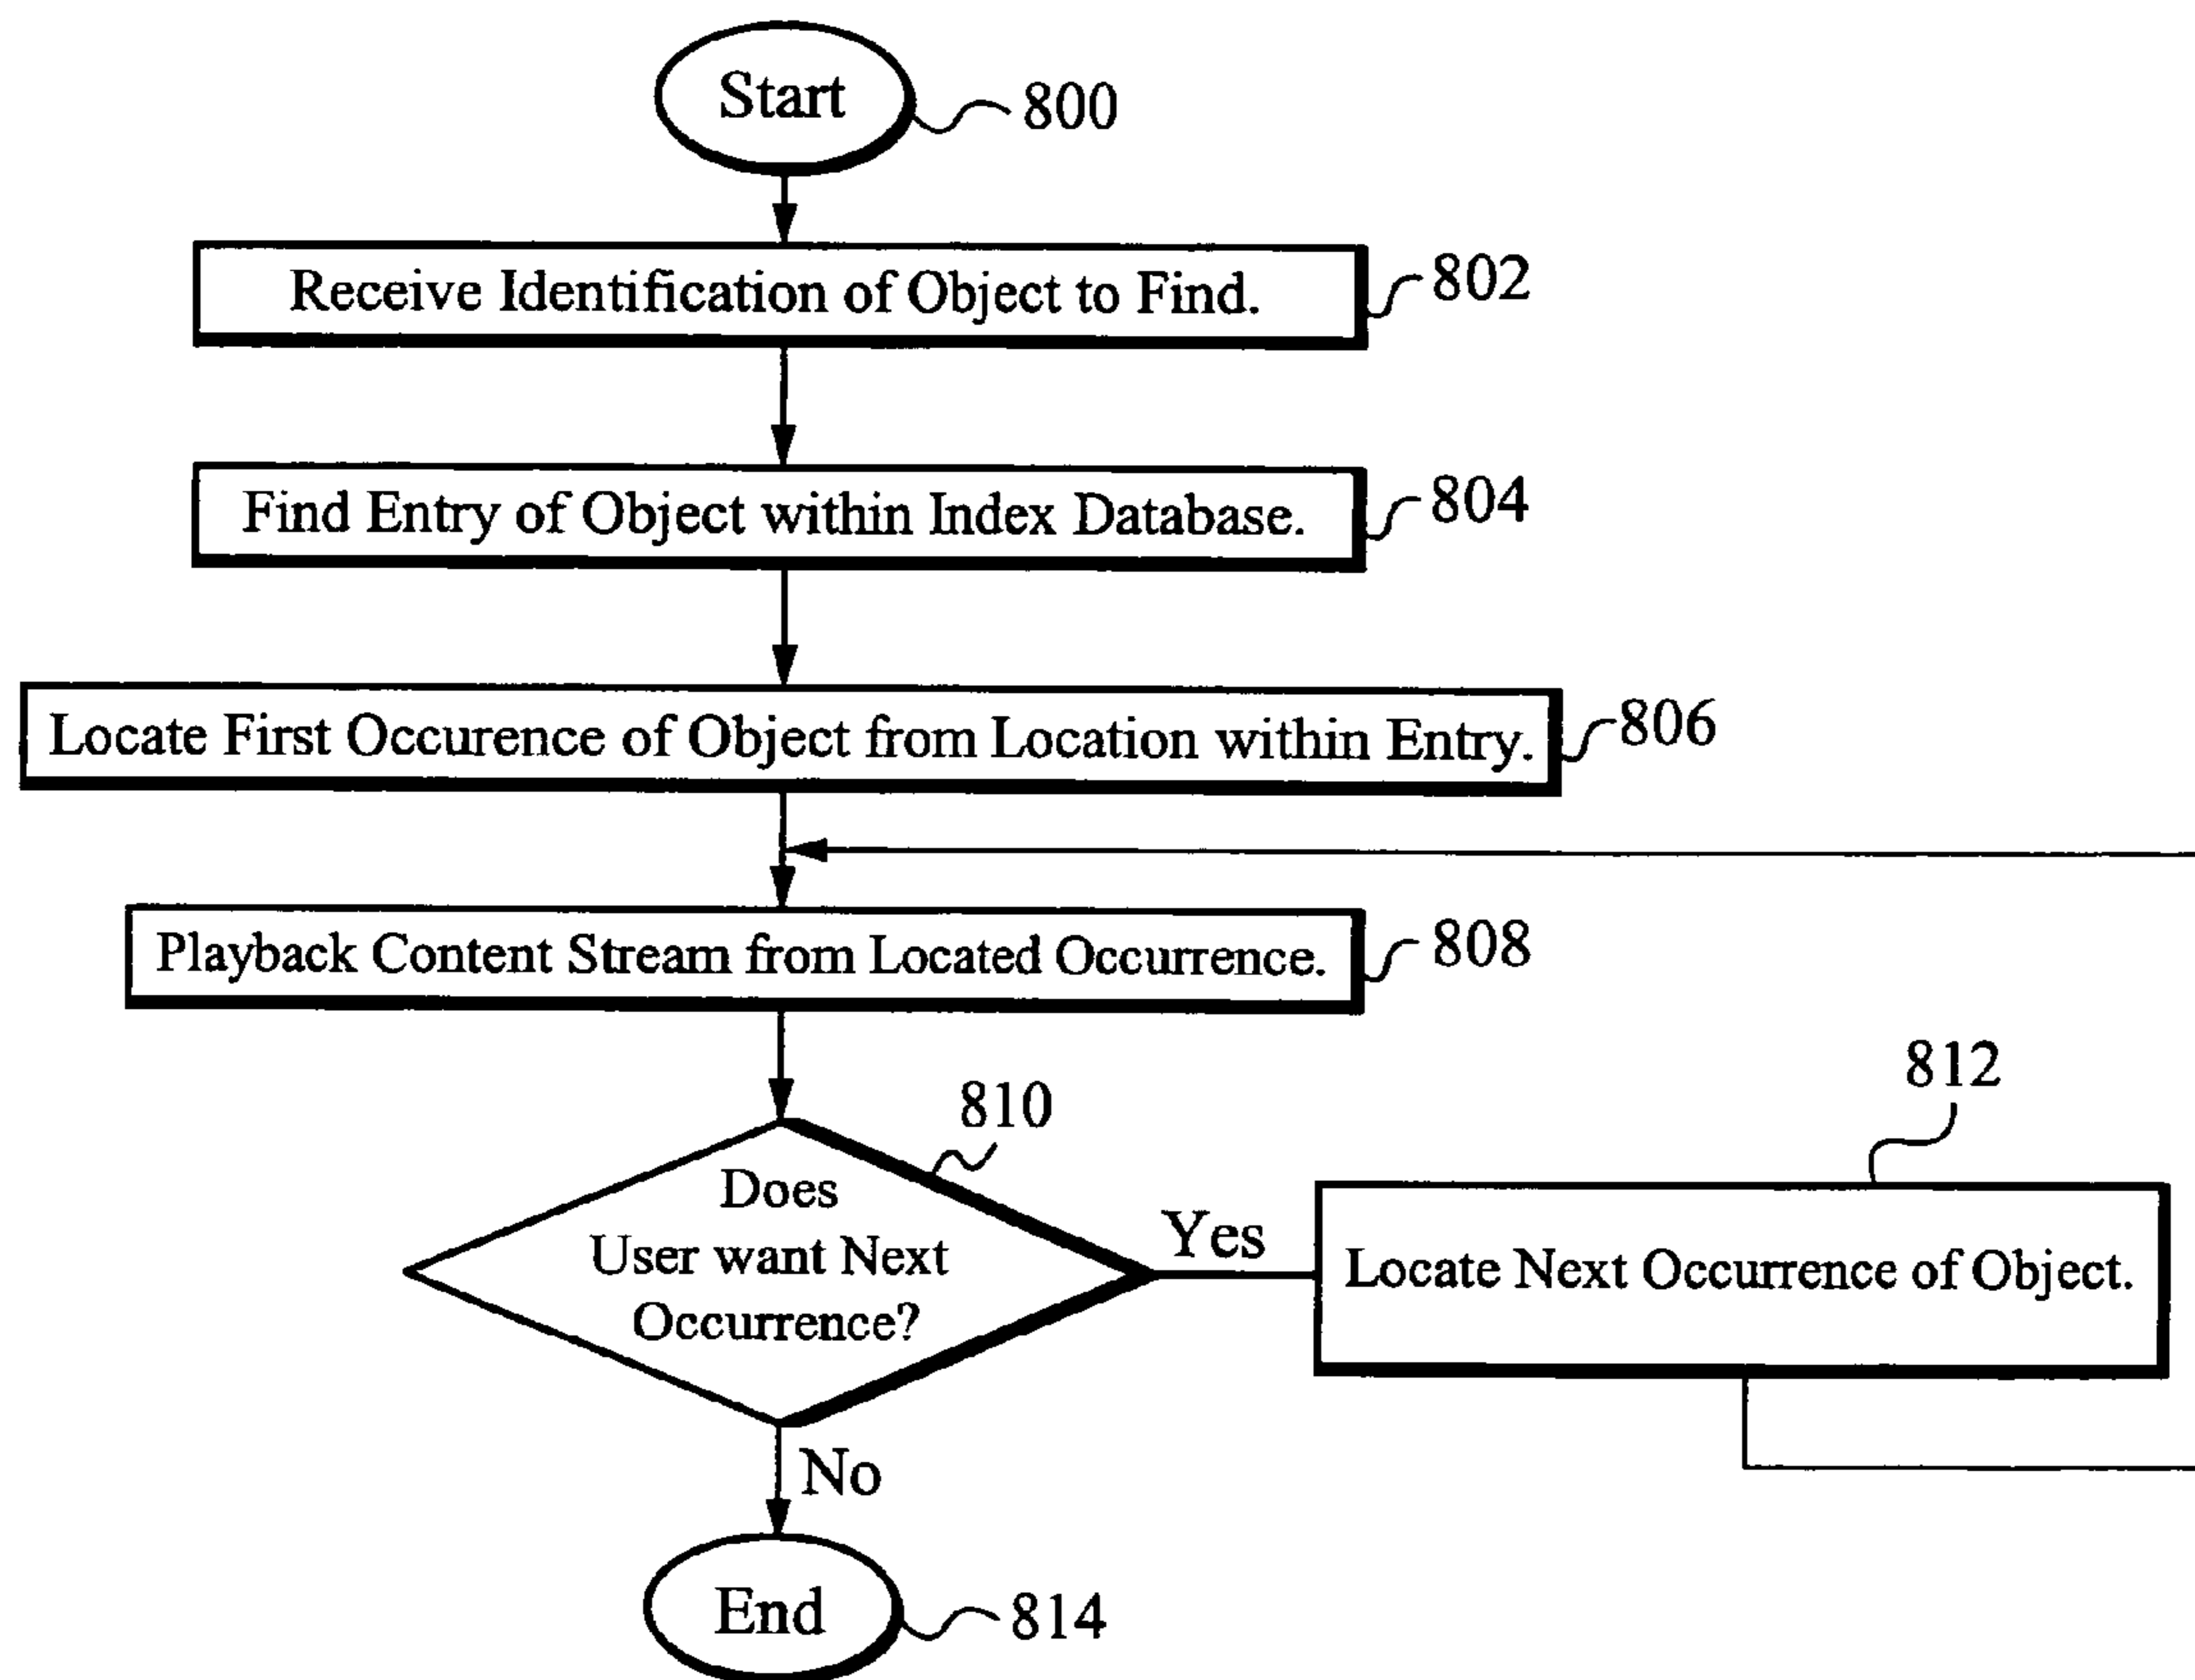 Start
800
Receive Identification of Object to Find.
802
Find Entry of Object within Index Database.
804
Locate First Occurence of Object from Location within Entry.
806
Playback Content Stream from Located Occurrence.
808
810
Does
User want Next
Occurrence?
Yes
812
Locate Next Occurrence of Object.
No
End
814